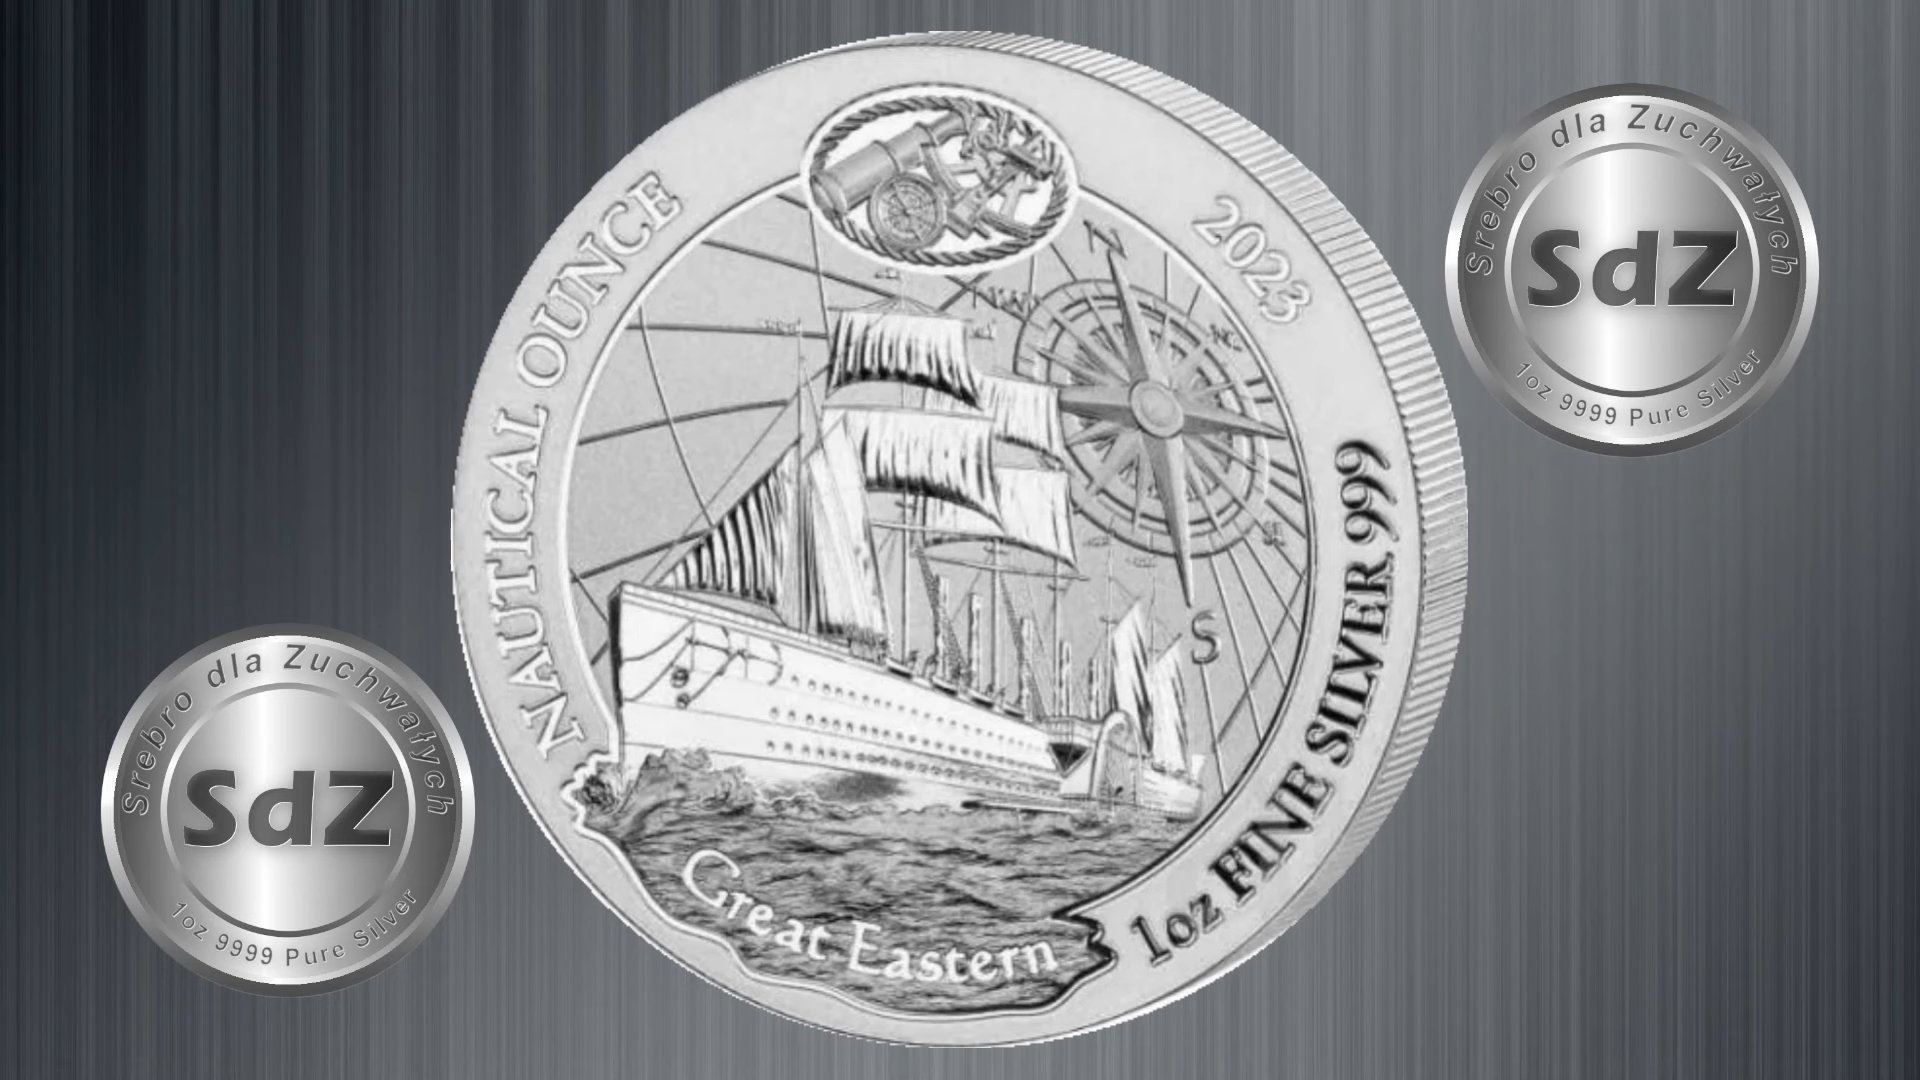 NAUTICAL OUNCE
2023
N
NE
SE
S
1oz FINE SILVER 999
Great Eastern
Srebro dla Zuchwałych
SdZ
1oz 9999 Pure Silver
Srebro dla Zuchwałych
SdZ
1oz 9999 Pure Silver